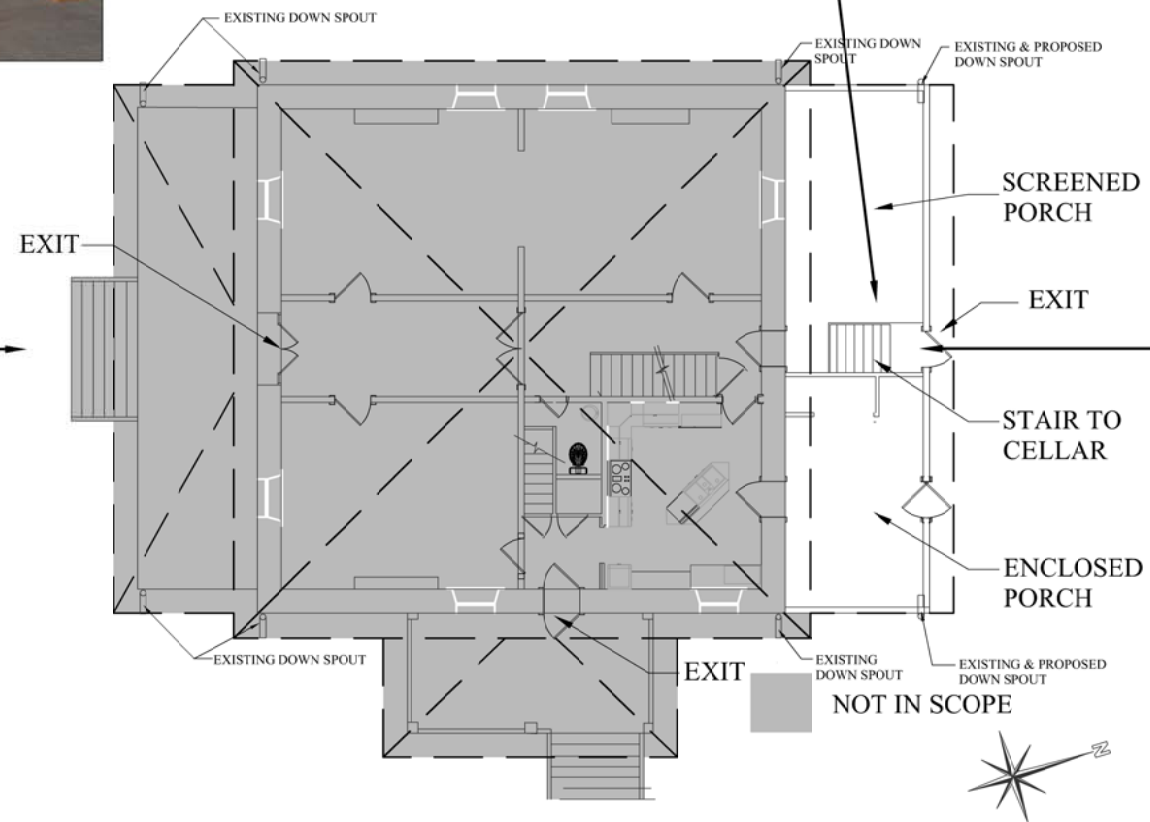 EXISTING DOWN SPOUT
EXISTING DOWN
SPOUT
EXISTING & PROPOSED
DOWN SPOUT
SCREENED
PORCH
EXIT
EXIT
STAIR TO
CELLAR
ENCLOSED
PORCH
EXISTING DOWN SPOUT
EXIT
EXISTING
DOWN SPOUT
EXISTING & PROPOSED
DOWN SPOUT
NOT IN SCOPE
N